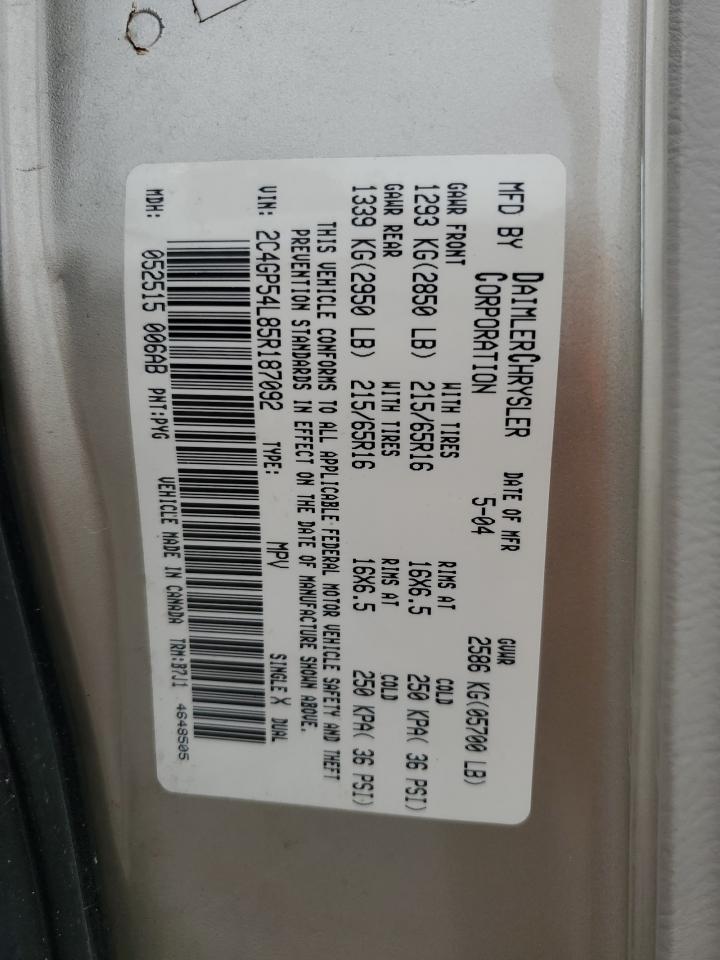 MFD BY DAIMLERCHRYSLER DATE OF MFR GVWR
CORPORATION 5-04 2586 KG(05700 LB)
GAWR FRONT WITH TIRES RIMS AT COLD
1293 KG(2850 LB) 215/65R16 16X6.5 250 KPA( 36 PSI)
GAWR REAR WITH TIRES RIMS AT COLD
1339 KG(2950 LB) 215/65R16 16X6.5 250 KPA( 36 PSI)
THIS VEHICLE CONFORMS TO ALL APPLICABLE FEDERAL MOTOR VEHICLE SAFETY AND THEFT
PREVENTION STANDARDS IN EFFECT ON THE DATE OF MANUFACTURE SHOWN ABOVE.
VIN: 2C4GP54L85R187092 TYPE: MPV SINGLE X DUAL
MDH: 052515 006AB PNT:PYG VEHICLE MADE IN CANADA TRM:B7J1 4648505